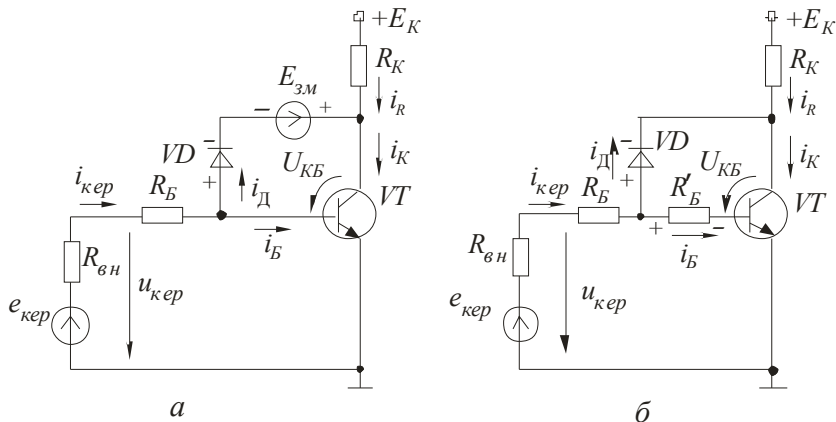 +E_К
R_К
E_зм
− +
i_R
−
VD
U_КБ
i_К
i_кер
R_Б
+
i_Д
VT
i_Б
R_вн
u_кер
e_кер
а
+E_К
R_К
i_R
−
VD
i_Д
U_КБ
i_К
i_кер
R_Б
+
R′_Б
VT
+
i_Б
−
R_вн
u_кер
e_кер
б